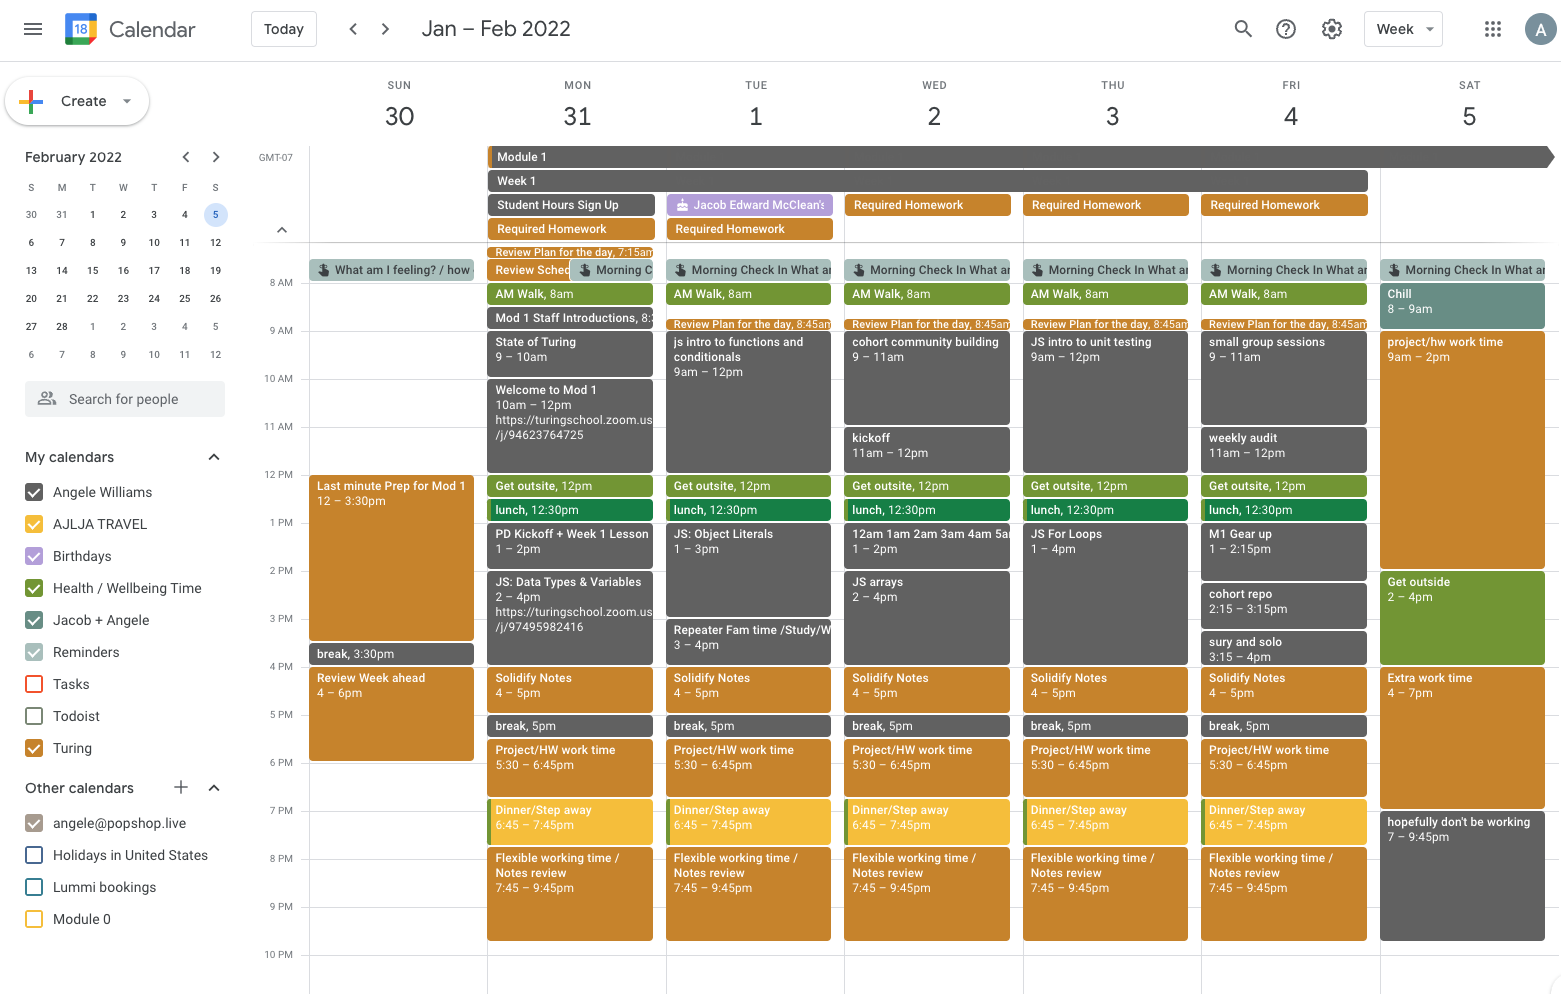 18 Calendar Today Jan – Feb 2022 Week A
Create
February 2022
S M T W T F S
30 31 1 2 3 4 5
6 7 8 9 10 11 12
13 14 15 16 17 18 19
20 21 22 23 24 25 26
27 28 1 2 3 4 5
6 7 8 9 10 11 12
Search for people
My calendars
Angele Williams
AJLJA TRAVEL
Birthdays
Health / Wellbeing Time
Jacob + Angele
Reminders
Tasks
Todoist
Turing
Other calendars
angele@popshop.live
Holidays in United States
Lummi bookings
Module 0
GMT-07
8 AM
9 AM
10 AM
11 AM
12 PM
1 PM
2 PM
3 PM
4 PM
5 PM
6 PM
7 PM
8 PM
9 PM
10 PM
Module 1
Week 1
SUN
30
What am I feeling? / how
Last minute Prep for Mod 1
12 – 3:30pm
break, 3:30pm
Review Week ahead
4 – 6pm
MON
31
Student Hours Sign Up
Required Homework
Review Plan for the day, 7:15am
Review Sched
Morning C
AM Walk, 8am
Mod 1 Staff Introductions, 8:3
State of Turing
9 – 10am
Welcome to Mod 1
10am – 12pm
https://turingschool.zoom.us
/j/94623764725
Get outsite, 12pm
lunch, 12:30pm
PD Kickoff + Week 1 Lesson
1 – 2pm
JS: Data Types & Variables
2 – 4pm
https://turingschool.zoom.us
/j/97495982416
Solidify Notes
4 – 5pm
break, 5pm
Project/HW work time
5:30 – 6:45pm
Dinner/Step away
6:45 – 7:45pm
Flexible working time /
Notes review
7:45 – 9:45pm
TUE
1
Jacob Edward McClean's
Required Homework
Morning Check In What ar
AM Walk, 8am
Review Plan for the day, 8:45am
js intro to functions and
conditionals
9am – 12pm
Get outsite, 12pm
lunch, 12:30pm
JS: Object Literals
1 – 3pm
Repeater Fam time /Study/W
3 – 4pm
Solidify Notes
4 – 5pm
break, 5pm
Project/HW work time
5:30 – 6:45pm
Dinner/Step away
6:45 – 7:45pm
Flexible working time /
Notes review
7:45 – 9:45pm
WED
2
Required Homework
Morning Check In What ar
AM Walk, 8am
Review Plan for the day, 8:45am
cohort community building
9 – 11am
kickoff
11am – 12pm
Get outsite, 12pm
lunch, 12:30pm
12am 1am 2am 3am 4am 5a
1 – 2pm
JS arrays
2 – 4pm
Solidify Notes
4 – 5pm
break, 5pm
Project/HW work time
5:30 – 6:45pm
Dinner/Step away
6:45 – 7:45pm
Flexible working time /
Notes review
7:45 – 9:45pm
THU
3
Required Homework
Morning Check In What ar
AM Walk, 8am
Review Plan for the day, 8:45am
JS intro to unit testing
9am – 12pm
Get outsite, 12pm
lunch, 12:30pm
JS For Loops
1 – 4pm
Solidify Notes
4 – 5pm
break, 5pm
Project/HW work time
5:30 – 6:45pm
Dinner/Step away
6:45 – 7:45pm
Flexible working time /
Notes review
7:45 – 9:45pm
FRI
4
Required Homework
Morning Check In What ar
AM Walk, 8am
Review Plan for the day, 8:45am
small group sessions
9 – 11am
weekly audit
11am – 12pm
Get outsite, 12pm
lunch, 12:30pm
M1 Gear up
1 – 2:15pm
cohort repo
2:15 – 3:15pm
sury and solo
3:15 – 4pm
Solidify Notes
4 – 5pm
break, 5pm
Project/HW work time
5:30 – 6:45pm
Dinner/Step away
6:45 – 7:45pm
Flexible working time /
Notes review
7:45 – 9:45pm
SAT
5
Morning Check In What ar
Chill
8 – 9am
project/hw work time
9am – 2pm
Get outside
2 – 4pm
Extra work time
4 – 7pm
hopefully don't be working
7 – 9:45pm